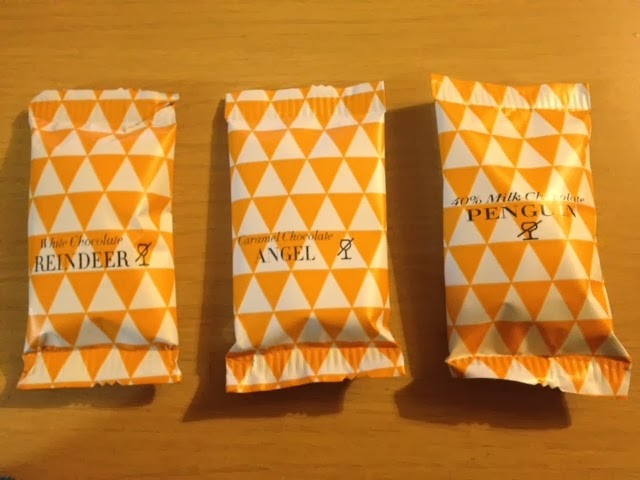 White Chocolate
REINDEER
Caramel Chocolate
ANGEL
40% Milk Chocolate
PENGUIN